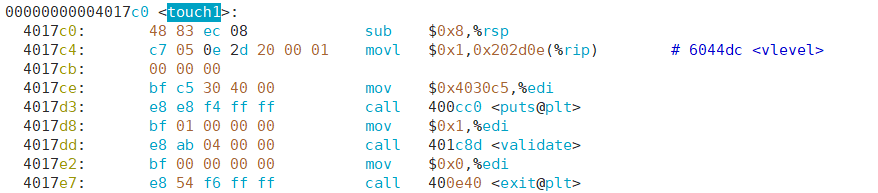 00000000004017c0 <touch1>:
4017c0: 48 83 ec 08 sub $0x8,%rsp
4017c4: c7 05 0e 2d 20 00 01 movl $0x1,0x202d0e(%rip) # 6044dc <vlevel>
4017cb: 00 00 00
4017ce: bf c5 30 40 00 mov $0x4030c5,%edi
4017d3: e8 e8 f4 ff ff call 400cc0 <puts@plt>
4017d8: bf 01 00 00 00 mov $0x1,%edi
4017dd: e8 ab 04 00 00 call 401c8d <validate>
4017e2: bf 00 00 00 00 mov $0x0,%edi
4017e7: e8 54 f6 ff ff call 400e40 <exit@plt>